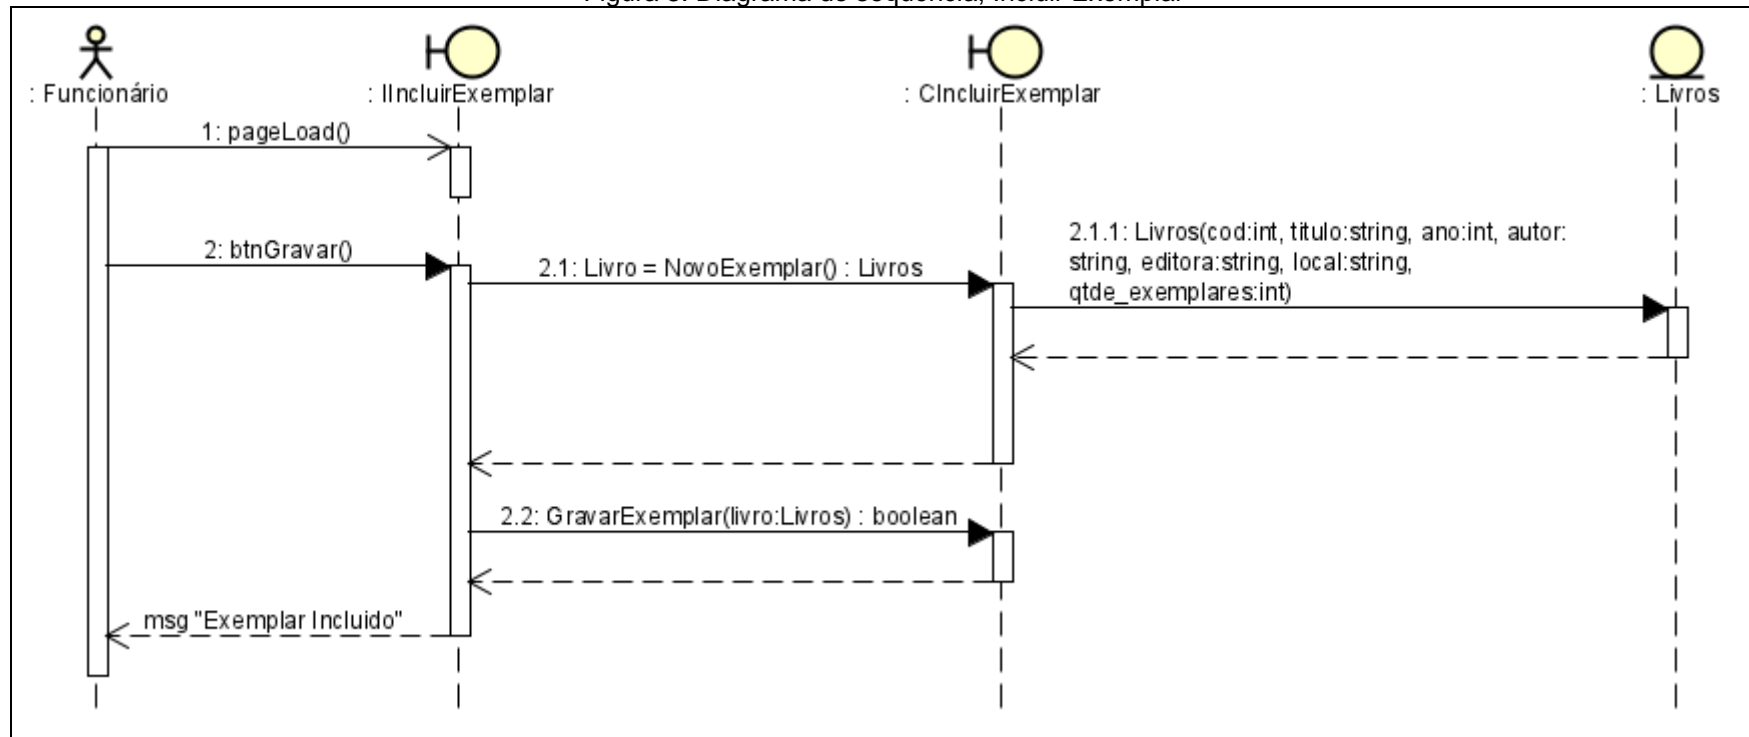 : Funcionário
: IIncluirExemplar
: CIncluirExemplar
: Livros
1: pageLoad()
2: btnGravar()
2.1: Livro = NovoExemplar() : Livros
2.1.1: Livros(cod:int, titulo:string, ano:int, autor:
string, editora:string, local:string,
qtde_exemplares:int)
2.2: GravarExemplar(livro:Livros) : boolean
msg "Exemplar Incluido"